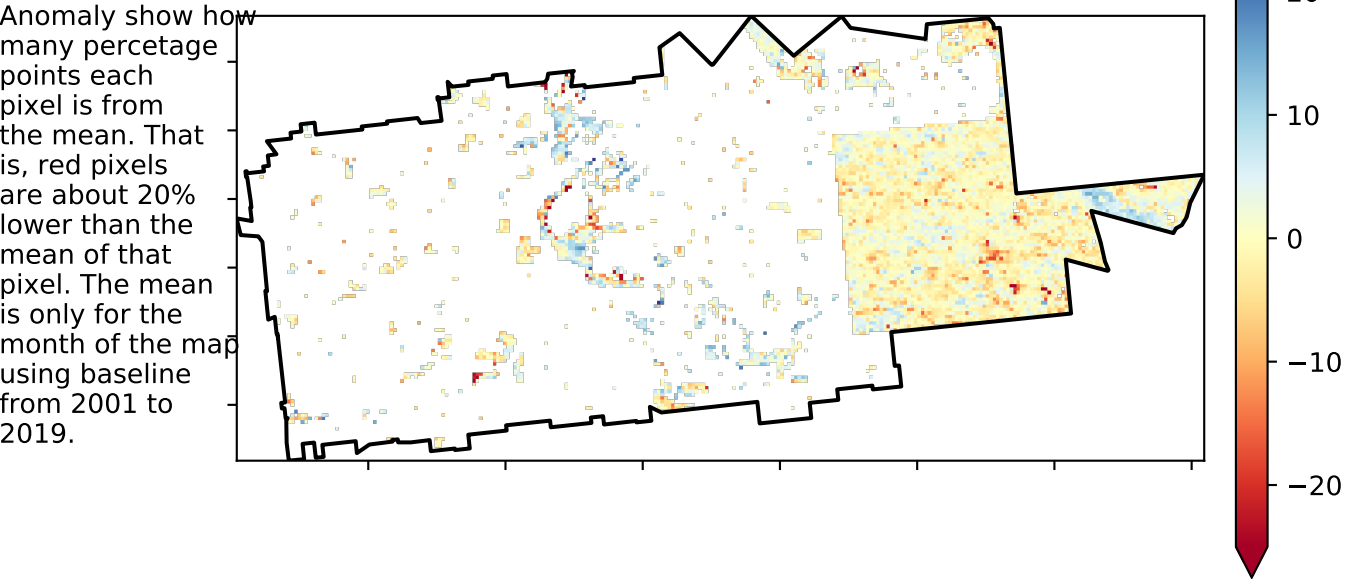 Anomaly show how
many percetage
points each
pixel is from
the mean. That
is, red pixels
are about 20%
lower than the
mean of that
pixel. The mean
is only for the
month of the map
using baseline
from 2001 to
2019.
10
0
−10
−20